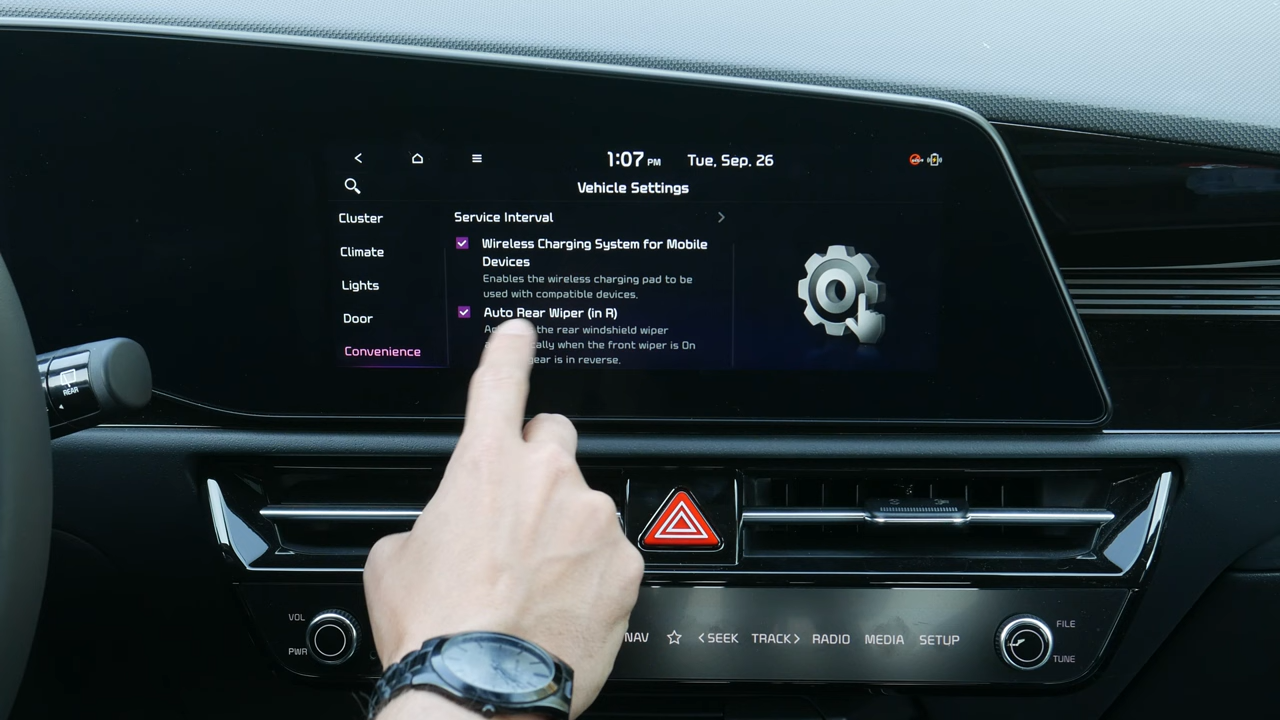 1:07 PM Tue, Sep. 26
Vehicle Settings
Cluster
Climate
Lights
Door
Convenience
Service Interval
Wireless Charging System for Mobile
Devices
Enables the wireless charging pad to be
used with compatible devices.
Auto Rear Wiper (in R)
the rear windshield wiper
when the front wiper is On
gear is in reverse.
REAR
VOL
PWR
NAV
SEEK
TRACK
RADIO
MEDIA
SETUP
FILE
TUNE